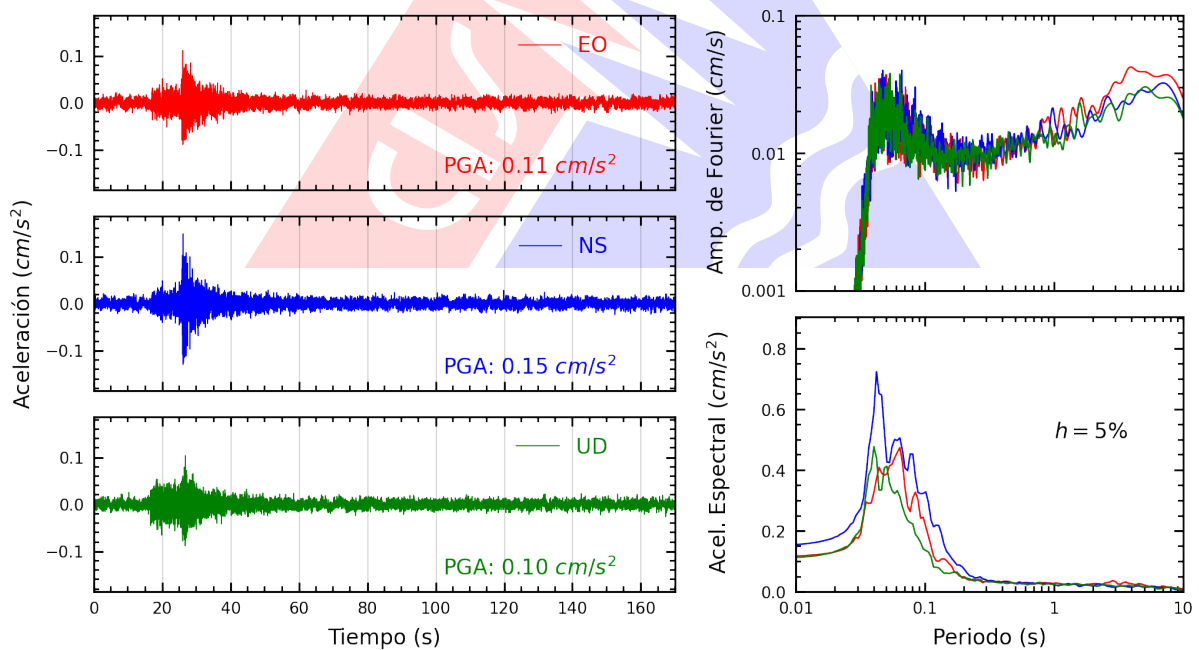 Aceleración (cm/s²)
0.1
0.0
−0.1
EO
PGA: 0.11 cm/s²
0.1
0.0
−0.1
NS
PGA: 0.15 cm/s²
0.1
0.0
−0.1
UD
PGA: 0.10 cm/s²
0 20 40 60 80 100 120 140 160
Tiempo (s)
Amp. de Fourier (cm/s)
0.1
0.01
0.001
Acel. Espectral (cm/s²)
0.8
0.6
0.4
0.2
0.0
h = 5%
0.01 0.1 1 10
Periodo (s)